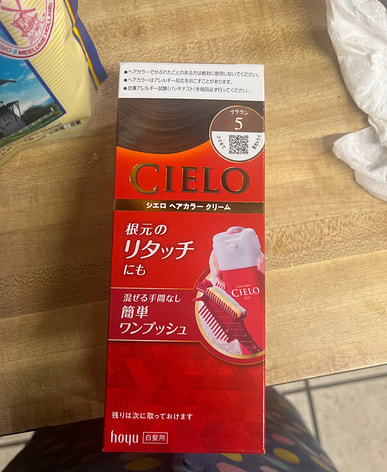 ●ヘアカラーでかぶれたことのある方は絶対に使用しないでください。
●ヘアカラーはアレルギー反応をおこすことがあります。
●皮膚アレルギー試験(パッチテスト)を毎回必ず行ってください。
ブラウン
5
CIELO
シエロ ヘアカラー クリーム
根元の
リタッチ
にも
混ぜる手間なし
簡単
ワンプッシュ
CIELO
残りは次に取っておけます
hoyu 白髪用
MEELUNIE HOLLAND